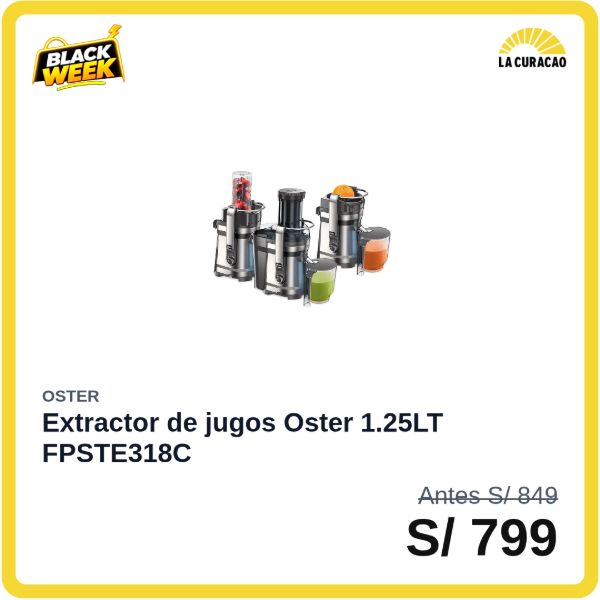 BLACK
WEEK
LA CURACAO
OSTER
Extractor de jugos Oster 1.25LT
FPSTE318C
Antes S/ 849
S/ 799